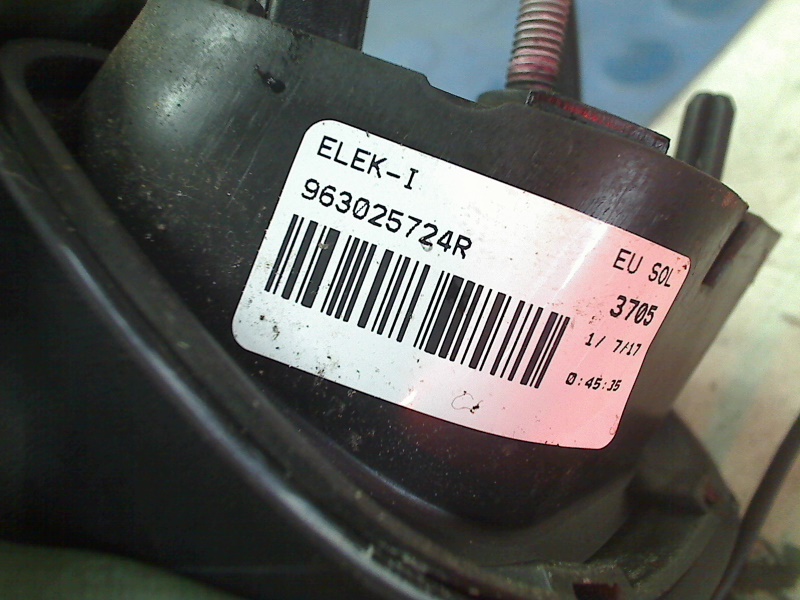 ELEK-I
963025724R
EU SOL
3705
1/ 7/17
0:45:35